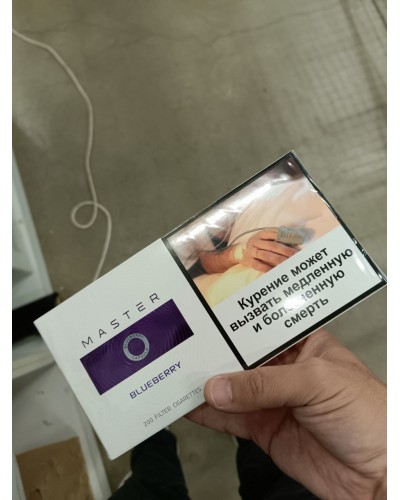 MASTER
BLUEBERRY
200 FILTER CIGARETTES
Курение может
вызвать медленную
и болезненную
смерть